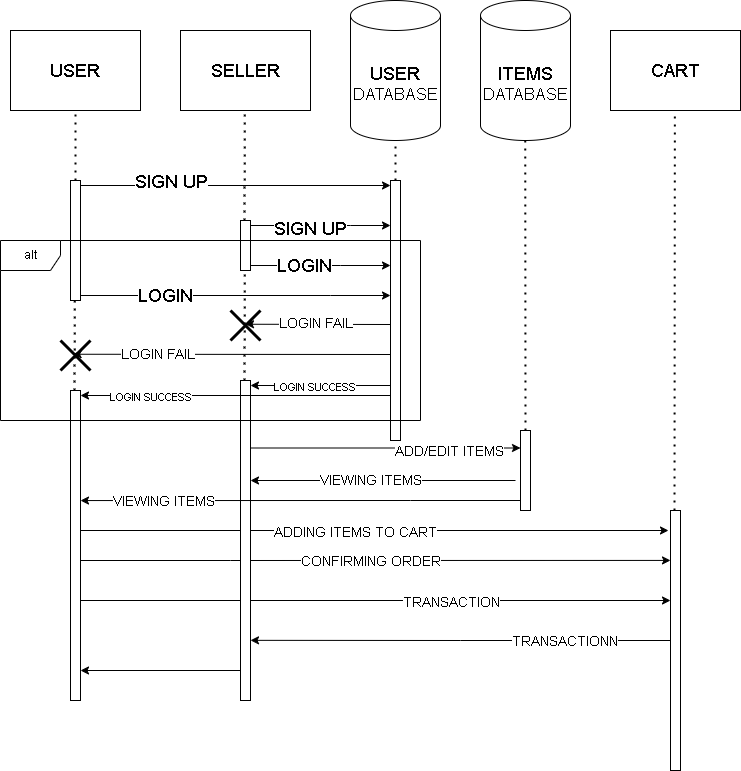 USER
SELLER
USER
DATABASE
ITEMS
DATABASE
CART
SIGN UP
SIGN UP
alt
LOGIN
LOGIN
LOGIN FAIL
LOGIN FAIL
LOGIN SUCCESS
LOGIN SUCCESS
ADD/EDIT ITEMS
VIEWING ITEMS
VIEWING ITEMS
ADDING ITEMS TO CART
CONFIRMING ORDER
TRANSACTION
TRANSACTIONN